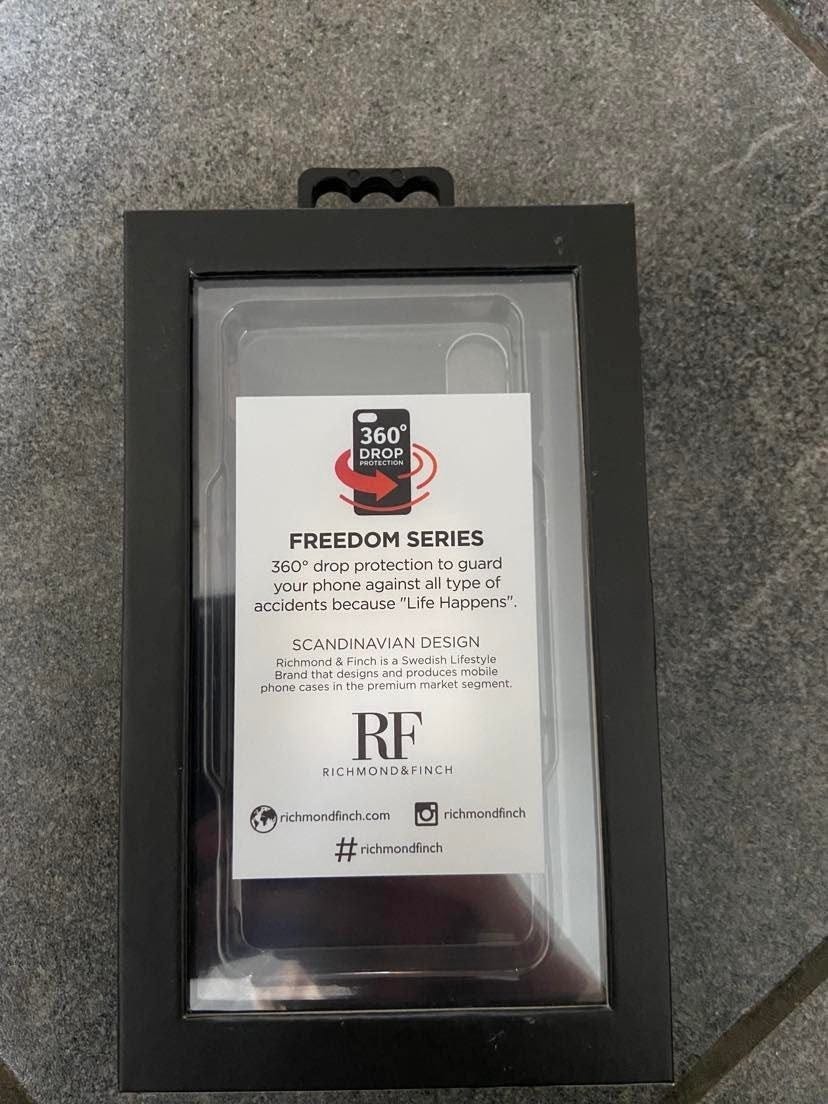 360°
DROP
PROTECTION
FREEDOM SERIES
360° drop protection to guard
your phone against all type of
accidents because "Life Happens".
SCANDINAVIAN DESIGN
Richmond & Finch is a Swedish Lifestyle
Brand that designs and produces mobile
phone cases in the premium market segment.
RF
RICHMOND&FINCH
richmondfinch.com richmondfinch
#richmondfinch